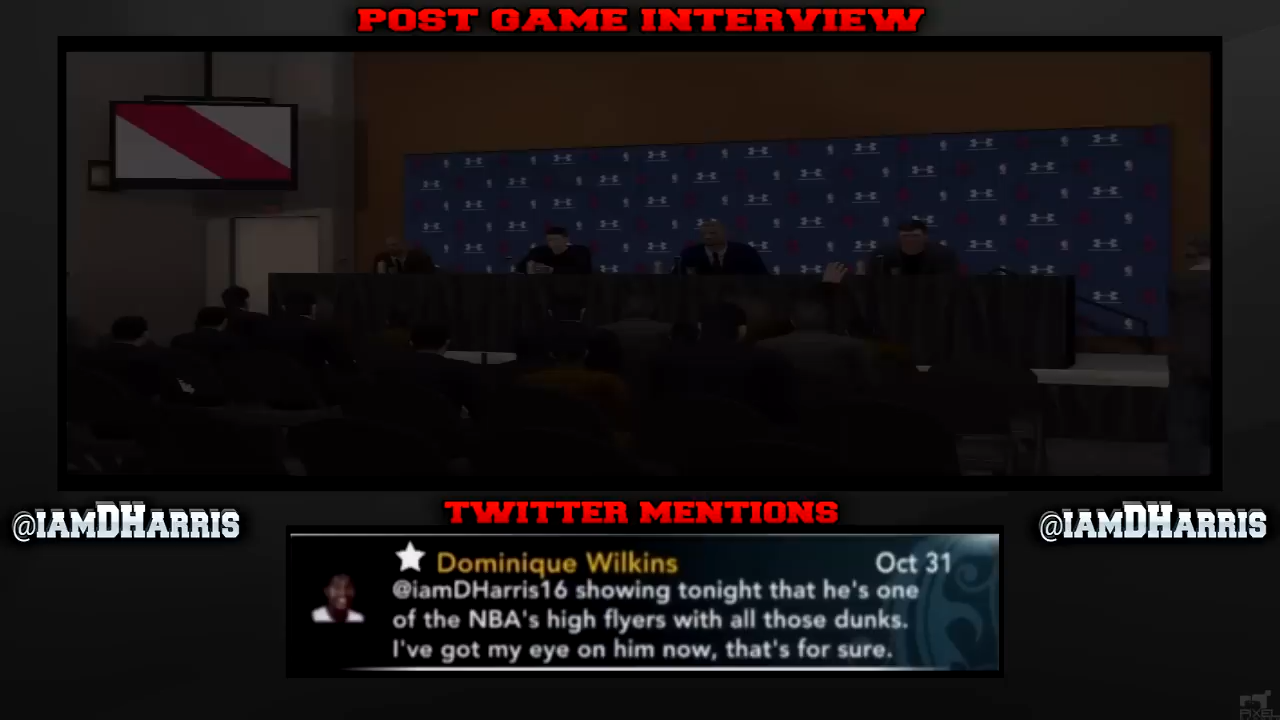 POST GAME INTERVIEW
@IAMDHARRIS
TWITTER MENTIONS
@IAMDHARRIS
Dominique Wilkins
Oct 31
@iamDHarris16 showing tonight that he's one
of the NBA's high flyers with all those dunks.
I've got my eye on him now, that's for sure.
PIXEL